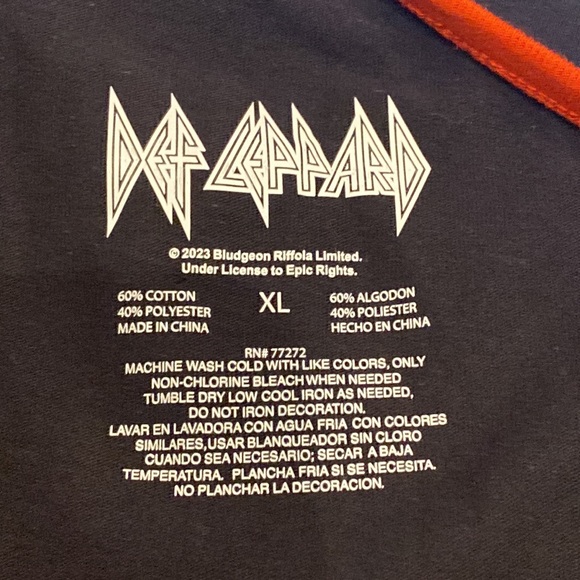 DEF LEPPARD
© 2023 Bludgeon Riffola Limited.
Under License to Epic Rights.
60% COTTON
40% POLYESTER
MADE IN CHINA
XL
60% ALGODON
40% POLIESTER
HECHO EN CHINA
RN# 77272
MACHINE WASH COLD WITH LIKE COLORS, ONLY
NON-CHLORINE BLEACH WHEN NEEDED
TUMBLE DRY LOW COOL IRON AS NEEDED,
DO NOT IRON DECORATION.
LAVAR EN LAVADORA CON AGUA FRIA CON COLORES
SIMILARES, USAR BLANQUEADOR SIN CLORO
CUANDO SEA NECESARIO; SECAR A BAJA
TEMPERATURA. PLANCHA FRIA SI SE NECESITA.
NO PLANCHAR LA DECORACION.